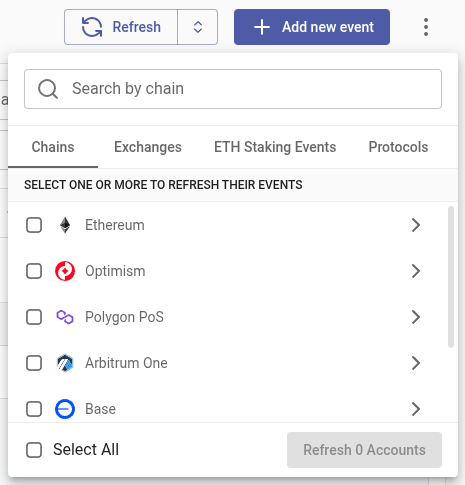 Refresh
Add new event
Search by chain
Chains Exchanges ETH Staking Events Protocols
SELECT ONE OR MORE TO REFRESH THEIR EVENTS
Ethereum
Optimism
Polygon PoS
Arbitrum One
Base
Select All
Refresh 0 Accounts